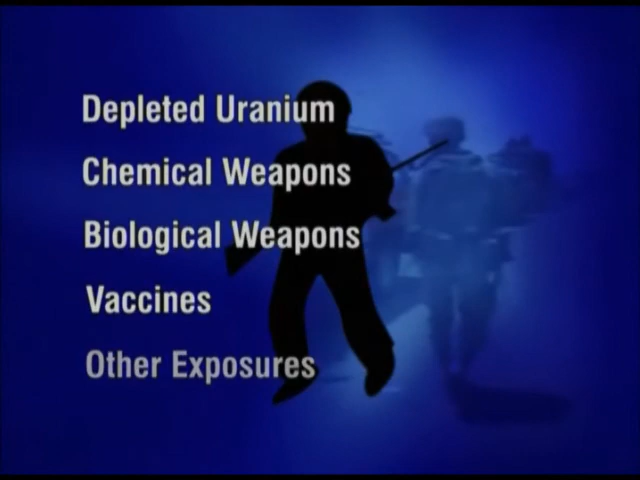 Depleted Uranium
Chemical Weapons
Biological Weapons
Vaccines
Other Exposures